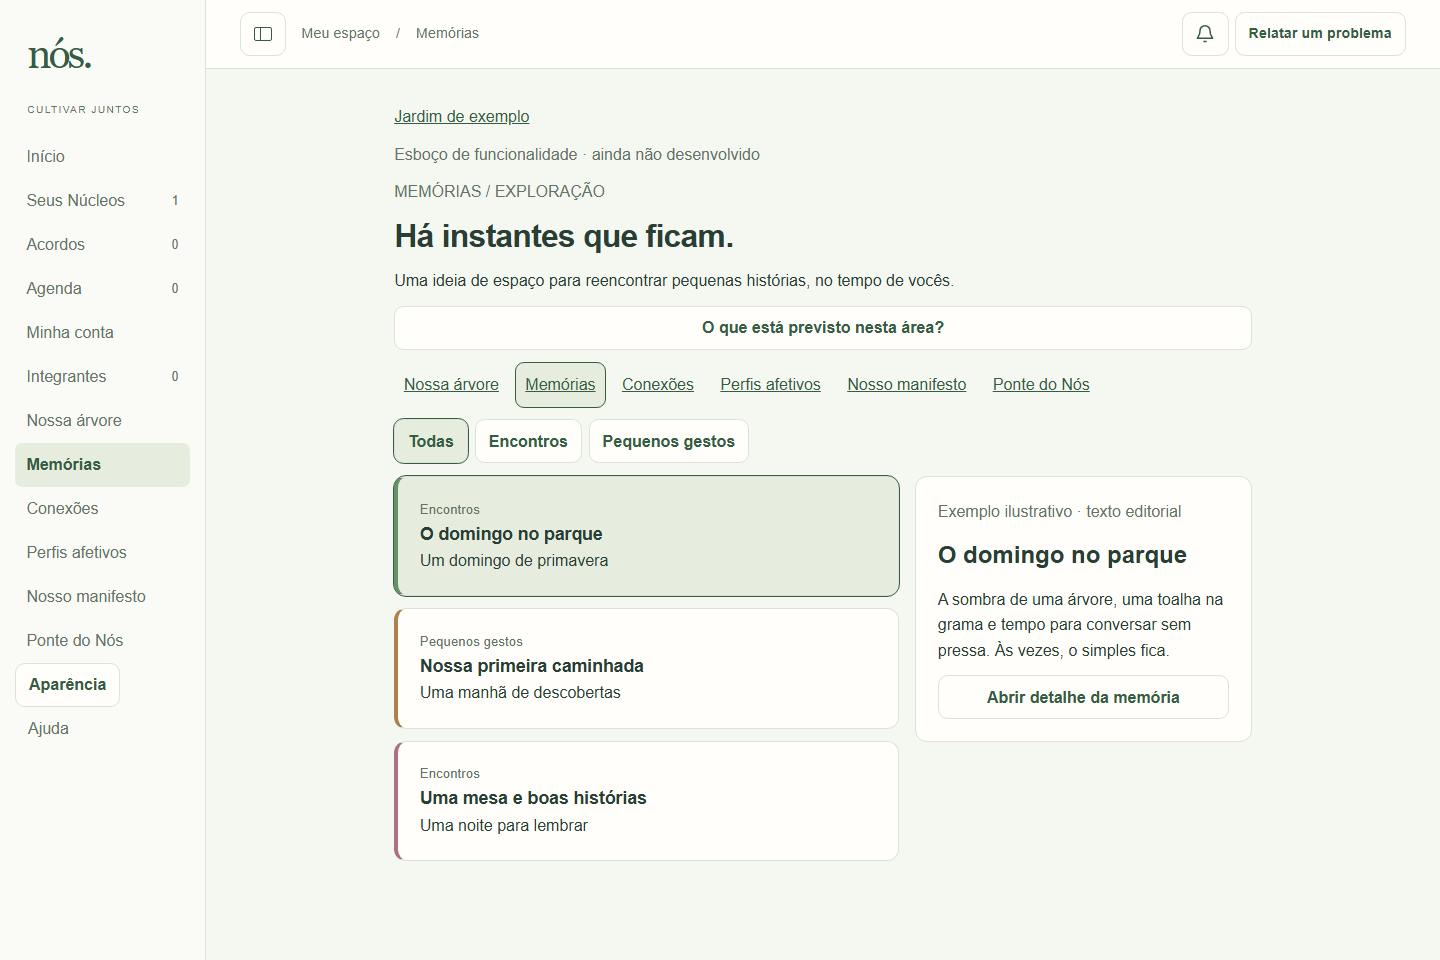 nós.
CULTIVAR JUNTOS
Início
Seus Núcleos 1
Acordos 0
Agenda 0
Minha conta
Integrantes 0
Nossa árvore
Memórias
Conexões
Perfis afetivos
Nosso manifesto
Ponte do Nós
Aparência
Ajuda
Meu espaço / Memórias
Relatar um problema
Jardim de exemplo
Esboço de funcionalidade · ainda não desenvolvido
MEMÓRIAS / EXPLORAÇÃO
Há instantes que ficam.
Uma ideia de espaço para reencontrar pequenas histórias, no tempo de vocês.
O que está previsto nesta área?
Nossa árvore Memórias Conexões Perfis afetivos Nosso manifesto Ponte do Nós
Todas Encontros Pequenos gestos
Encontros
O domingo no parque
Um domingo de primavera
Pequenos gestos
Nossa primeira caminhada
Uma manhã de descobertas
Encontros
Uma mesa e boas histórias
Uma noite para lembrar
Exemplo ilustrativo · texto editorial
O domingo no parque
A sombra de uma árvore, uma toalha na
grama e tempo para conversar sem
pressa. Às vezes, o simples fica.
Abrir detalhe da memória